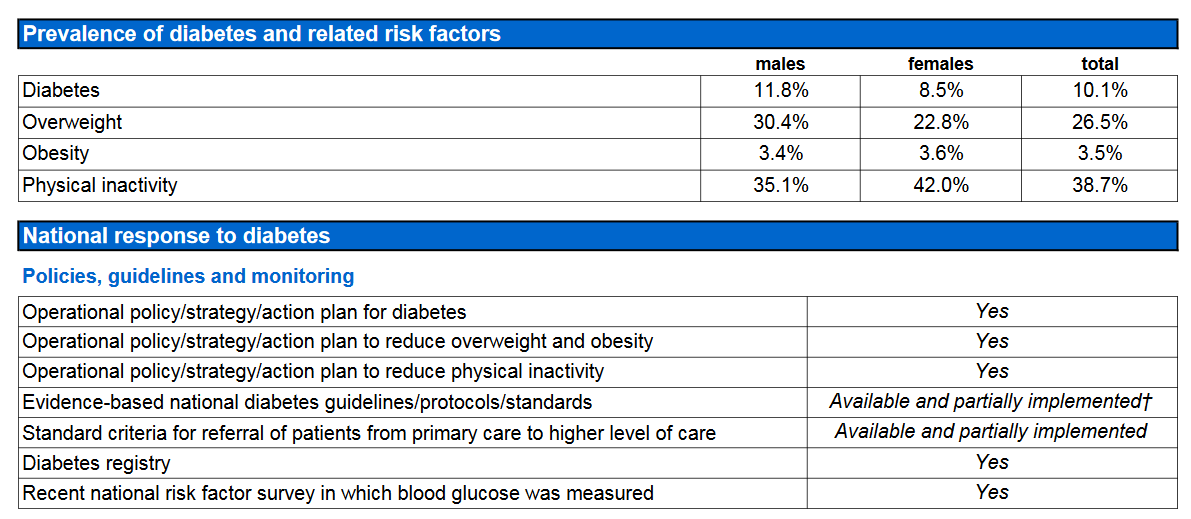 Prevalence of diabetes and related risk factors
males females total
Diabetes 11.8% 8.5% 10.1%
Overweight 30.4% 22.8% 26.5%
Obesity 3.4% 3.6% 3.5%
Physical inactivity 35.1% 42.0% 38.7%
National response to diabetes
Policies, guidelines and monitoring
Operational policy/strategy/action plan for diabetes Yes
Operational policy/strategy/action plan to reduce overweight and obesity Yes
Operational policy/strategy/action plan to reduce physical inactivity Yes
Evidence-based national diabetes guidelines/protocols/standards Available and partially implemented†
Standard criteria for referral of patients from primary care to higher level of care Available and partially implemented
Diabetes registry Yes
Recent national risk factor survey in which blood glucose was measured Yes